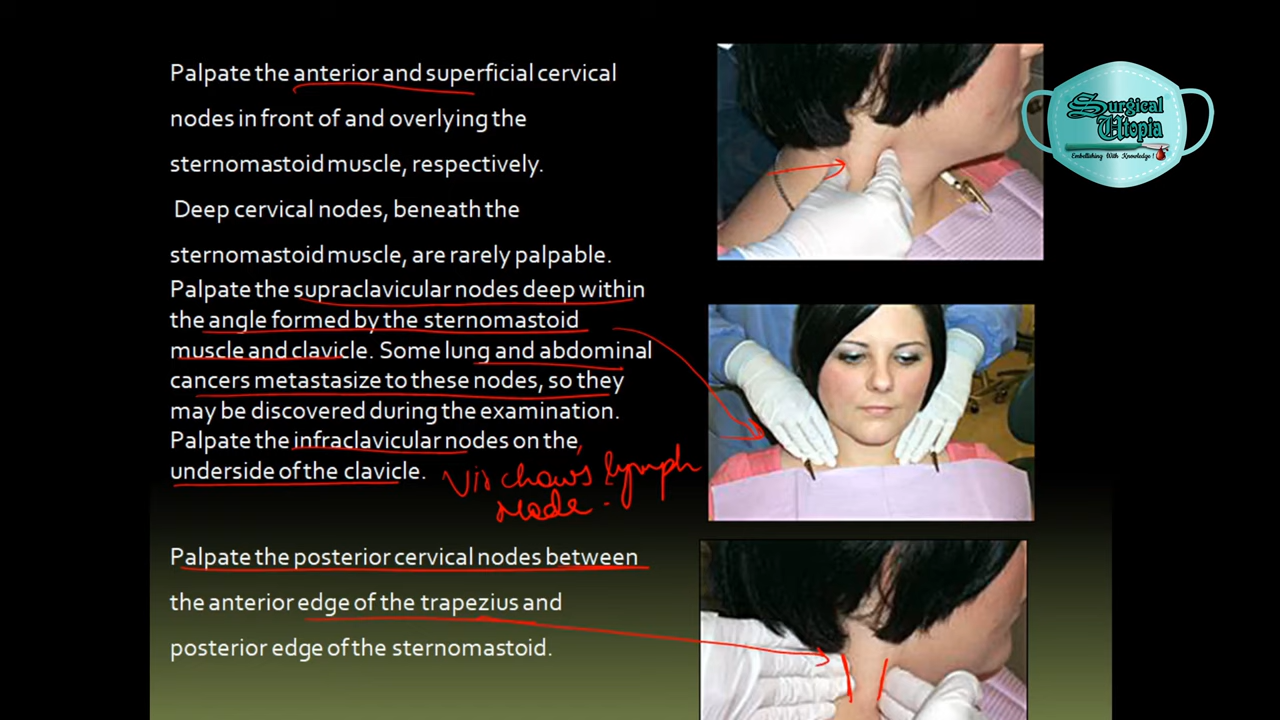 Palpate the anterior and superficial cervical
nodes in front of and overlying the
sternomastoid muscle, respectively.
Deep cervical nodes, beneath the
sternomastoid muscle, are rarely palpable.
Palpate the supraclavicular nodes deep within
the angle formed by the sternomastoid
muscle and clavicle. Some lung and abdominal
cancers metastasize to these nodes, so they
may be discovered during the examination.
Palpate the infraclavicular nodes on the
underside of the clavicle.
Virchow's lymph
Node.
Palpate the posterior cervical nodes between
the anterior edge of the trapezius and
posterior edge of the sternomastoid.
Surgical
Utopia
Embellishing With Knowledge!